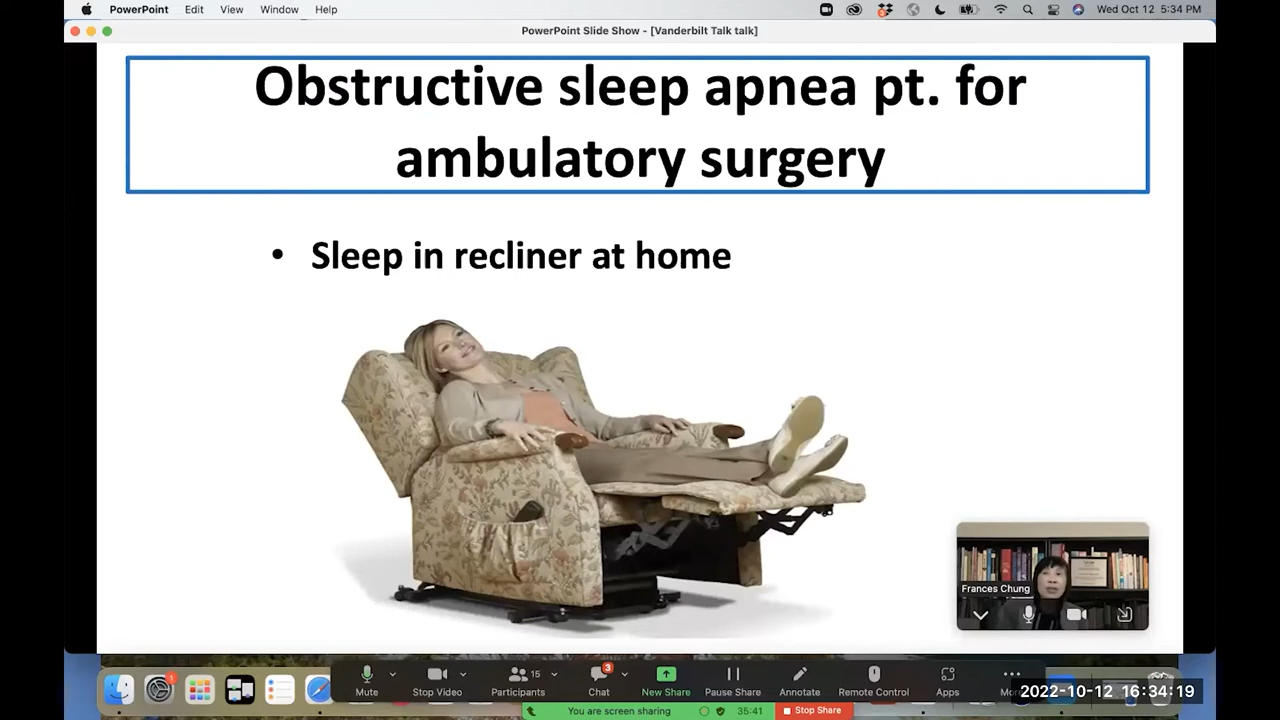 PowerPoint Edit View Window Help
Wed Oct 12 5:34 PM
PowerPoint Slide Show - [Vanderbilt Talk talk]
Obstructive sleep apnea pt. for
ambulatory surgery
• Sleep in recliner at home
Frances Chung
1
15
3
Mute
Stop Video
Participants
Chat
New Share
Pause Share
Annotate
Remote Control
Apps
2022-10-12 16:34:19
You are screen sharing
35:41
Stop Share